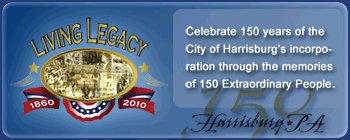 LIVING LEGACY
1860 2010
Celebrate 150 years of the
City of Harrisburg's incorpo-
ration through the memories
of 150 Extraordinary People.
150
Harrisburg PA